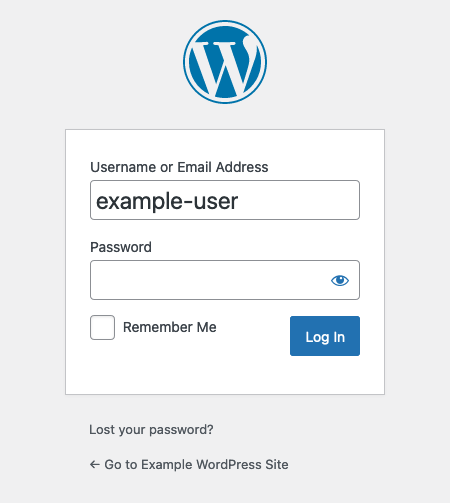 Username or Email Address
example-user
Password
Remember Me
Log In
Lost your password?
← Go to Example WordPress Site